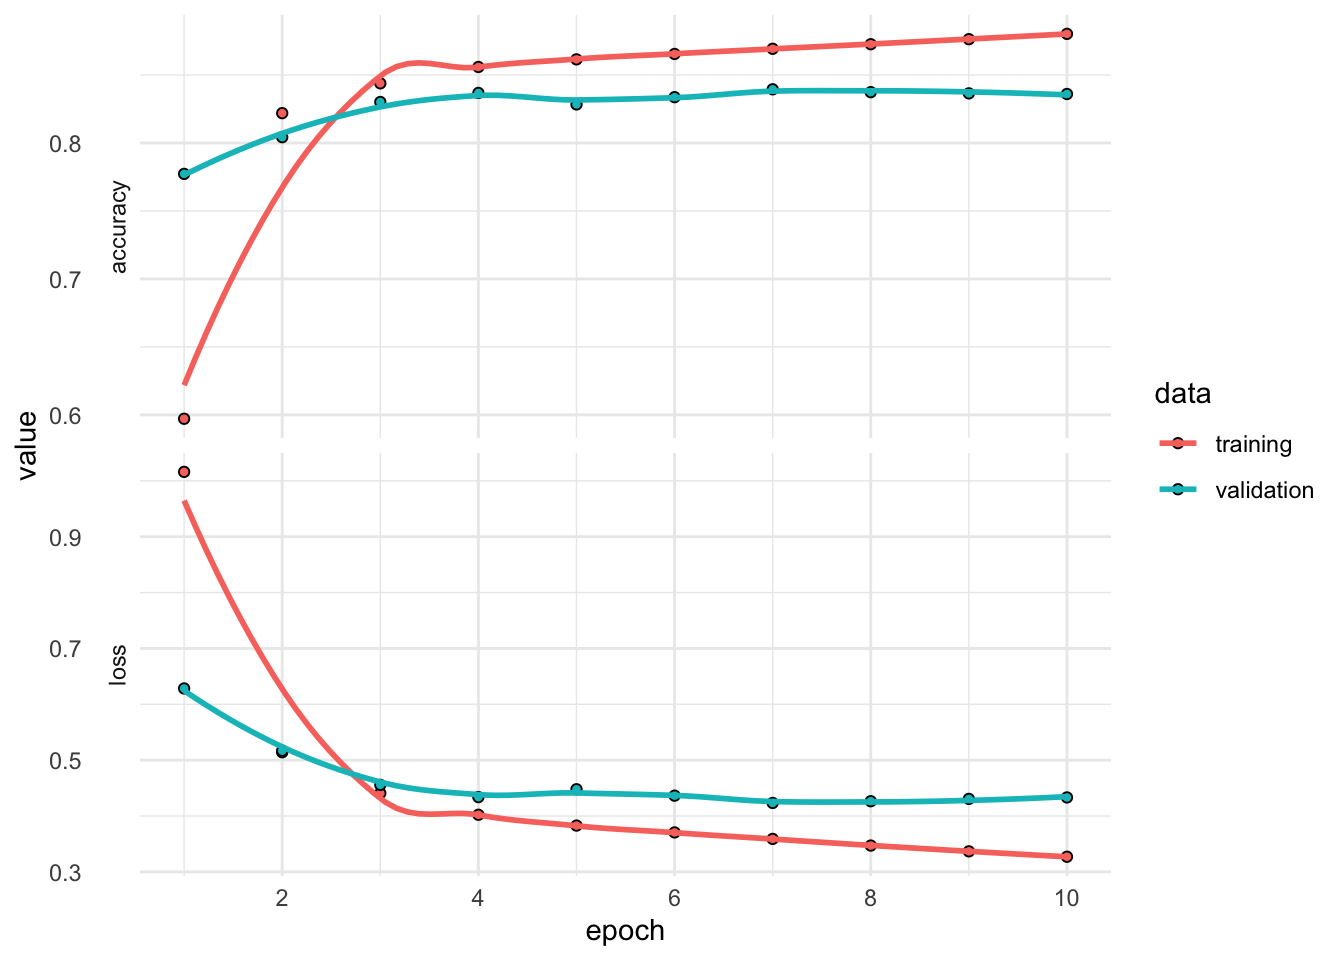 value
accuracy
0.8
0.7
0.6
loss
0.9
0.7
0.5
0.3
2 4 6 8 10
epoch
data
training
validation